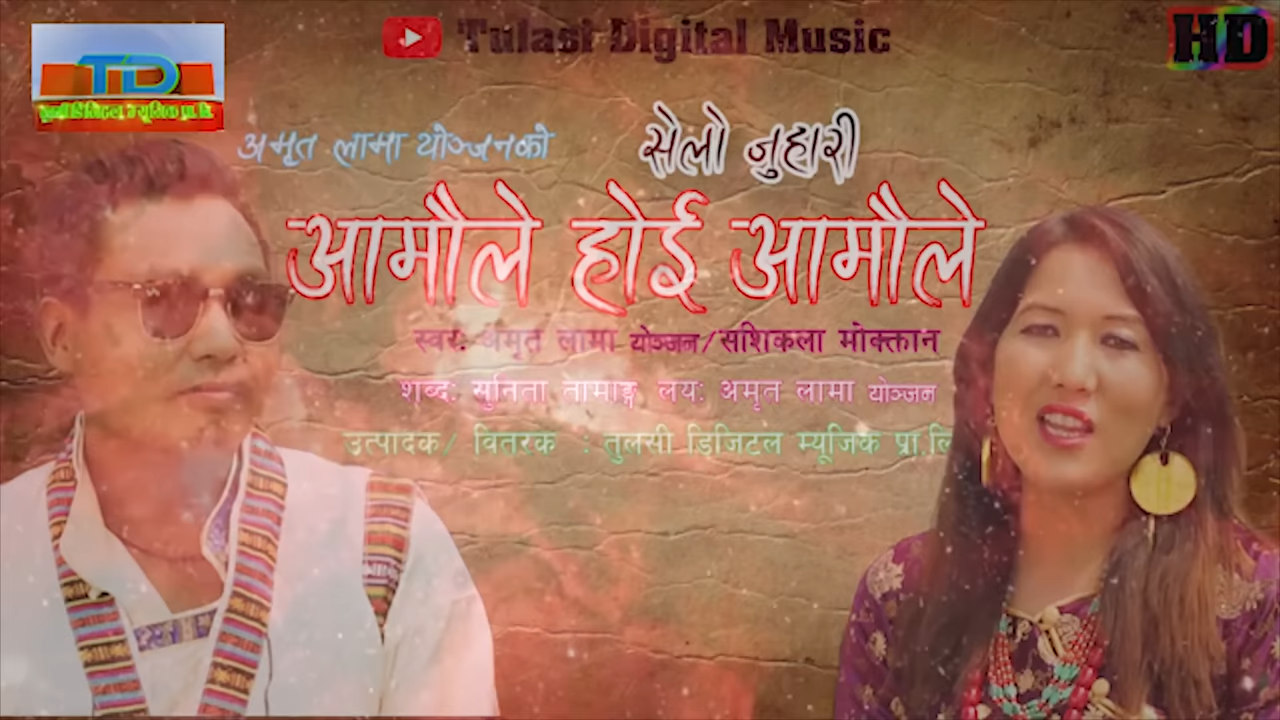 Tulasi Digital Music
HD
TD
अमृत लामा योञ्जनको
सेलो जुहारी
आमौले होई आमौले
स्वरः अमृत लामा योञ्जन/सशिकला मोक्तान
शब्दः सुनिता तामाङ्ग लयः अमृत लामा योञ्जन
उत्पादक/ वितरक : तुलसी डिजिटल म्यूजिक प्रा.लि